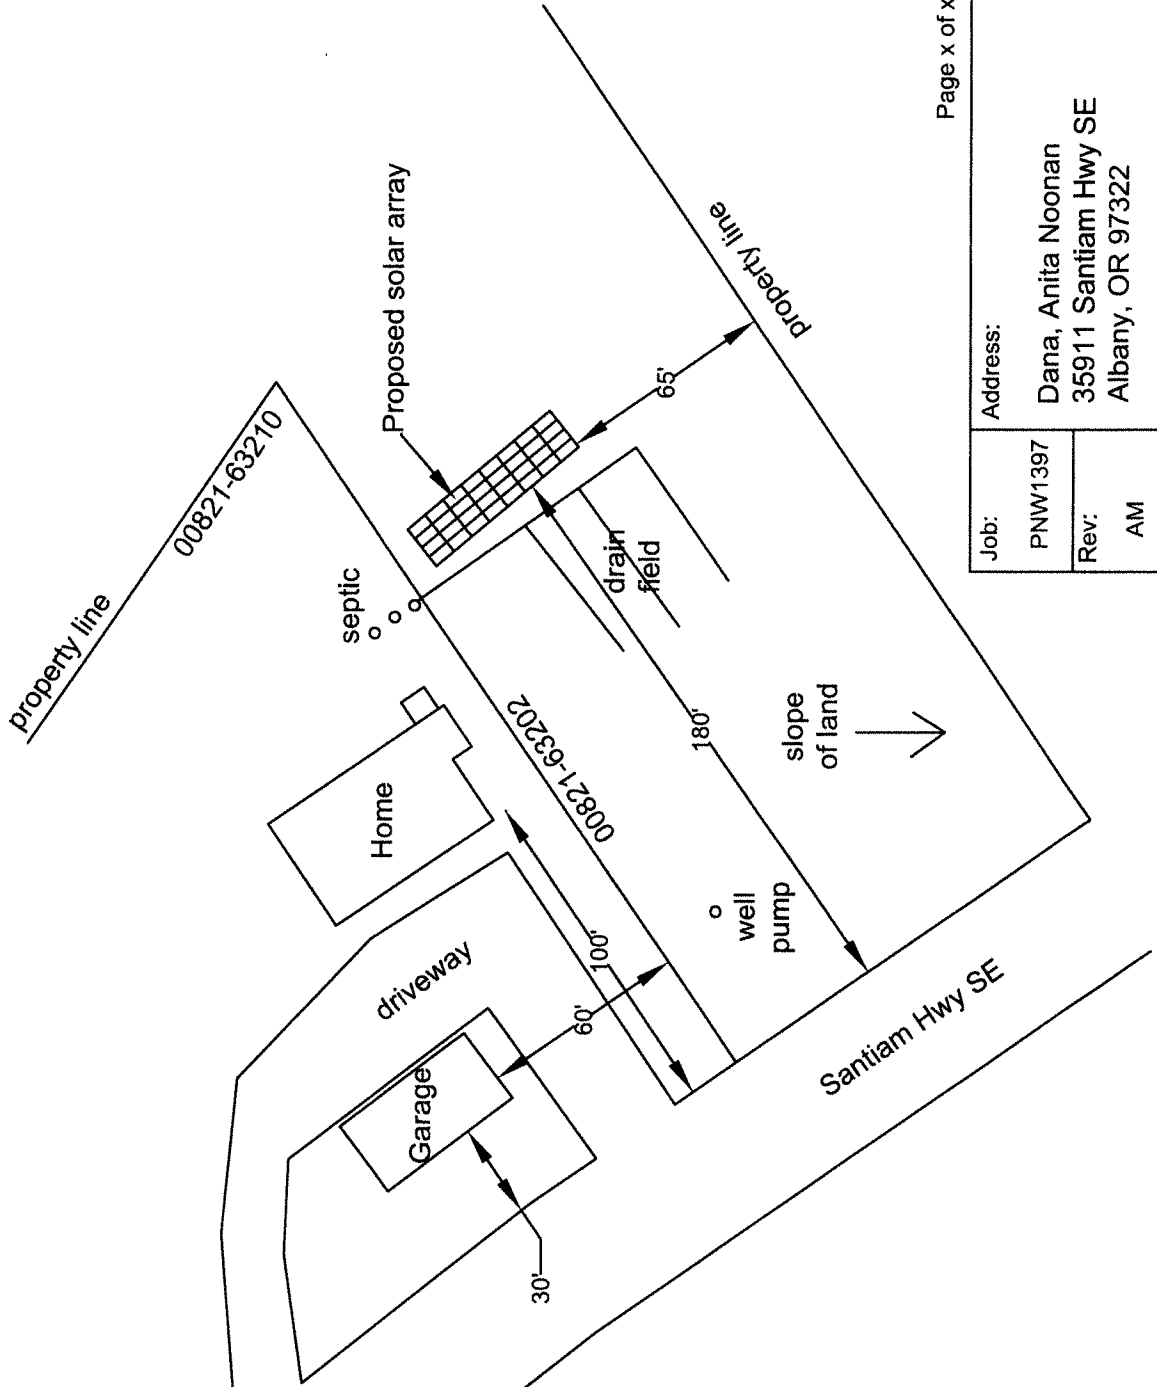 property line
00821-63210
Proposed solar array
septic
Home
65'
property line
drain
field
00821-63202
180'
slope
of land
driveway
100'
60'
well
pump
Garage
30'
Santiam Hwy SE
Page x of x
Job:
PNW1397
Rev:
AM
Address:
Dana, Anita Noonan
35911 Santiam Hwy SE
Albany, OR 97322